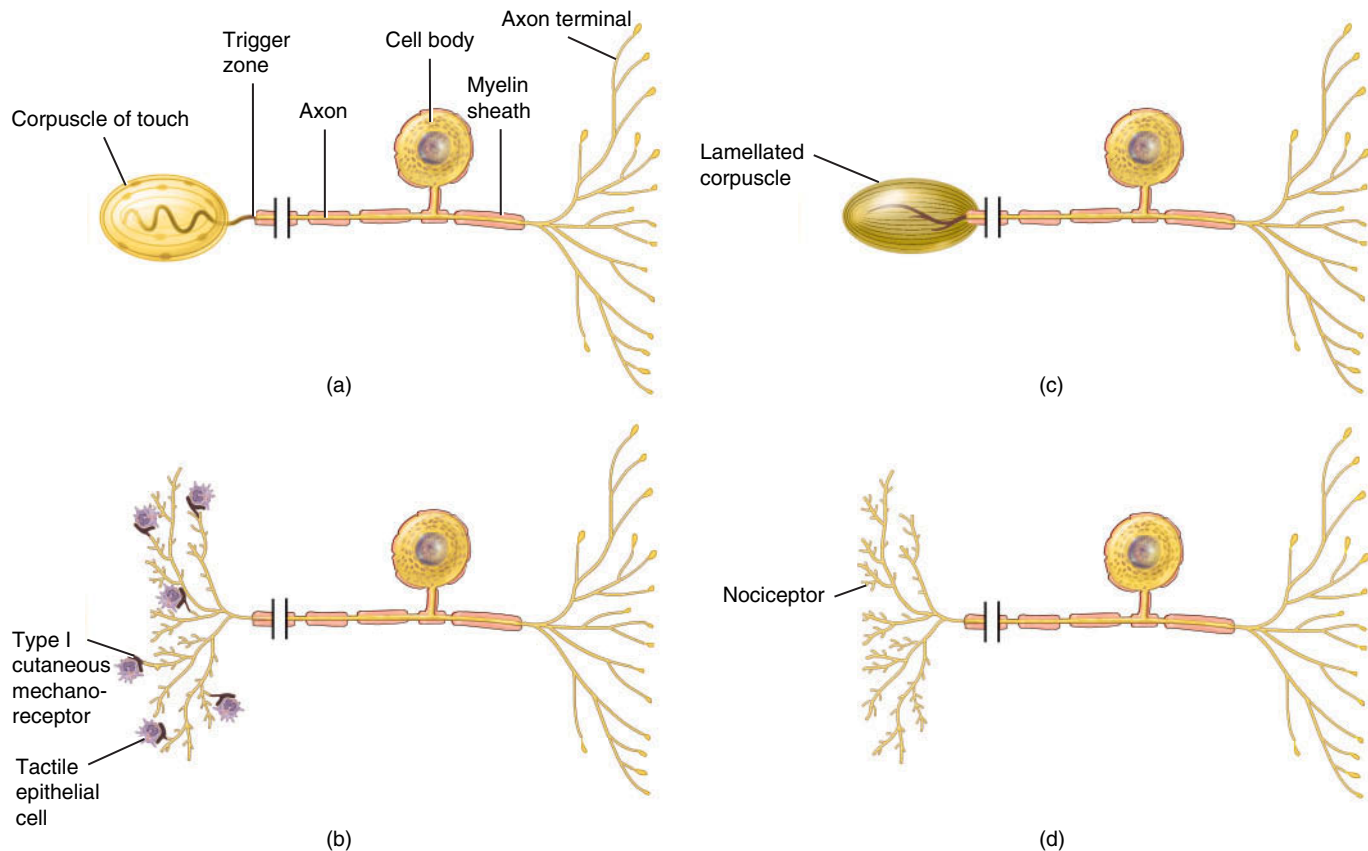 Corpuscle of touch
Trigger
zone
Axon
Cell body
Myelin
sheath
Axon terminal
(a)
Lamellated
corpuscle
(c)
Type I
cutaneous
mechano-
receptor
Tactile
epithelial
cell
(b)
Nociceptor
(d)